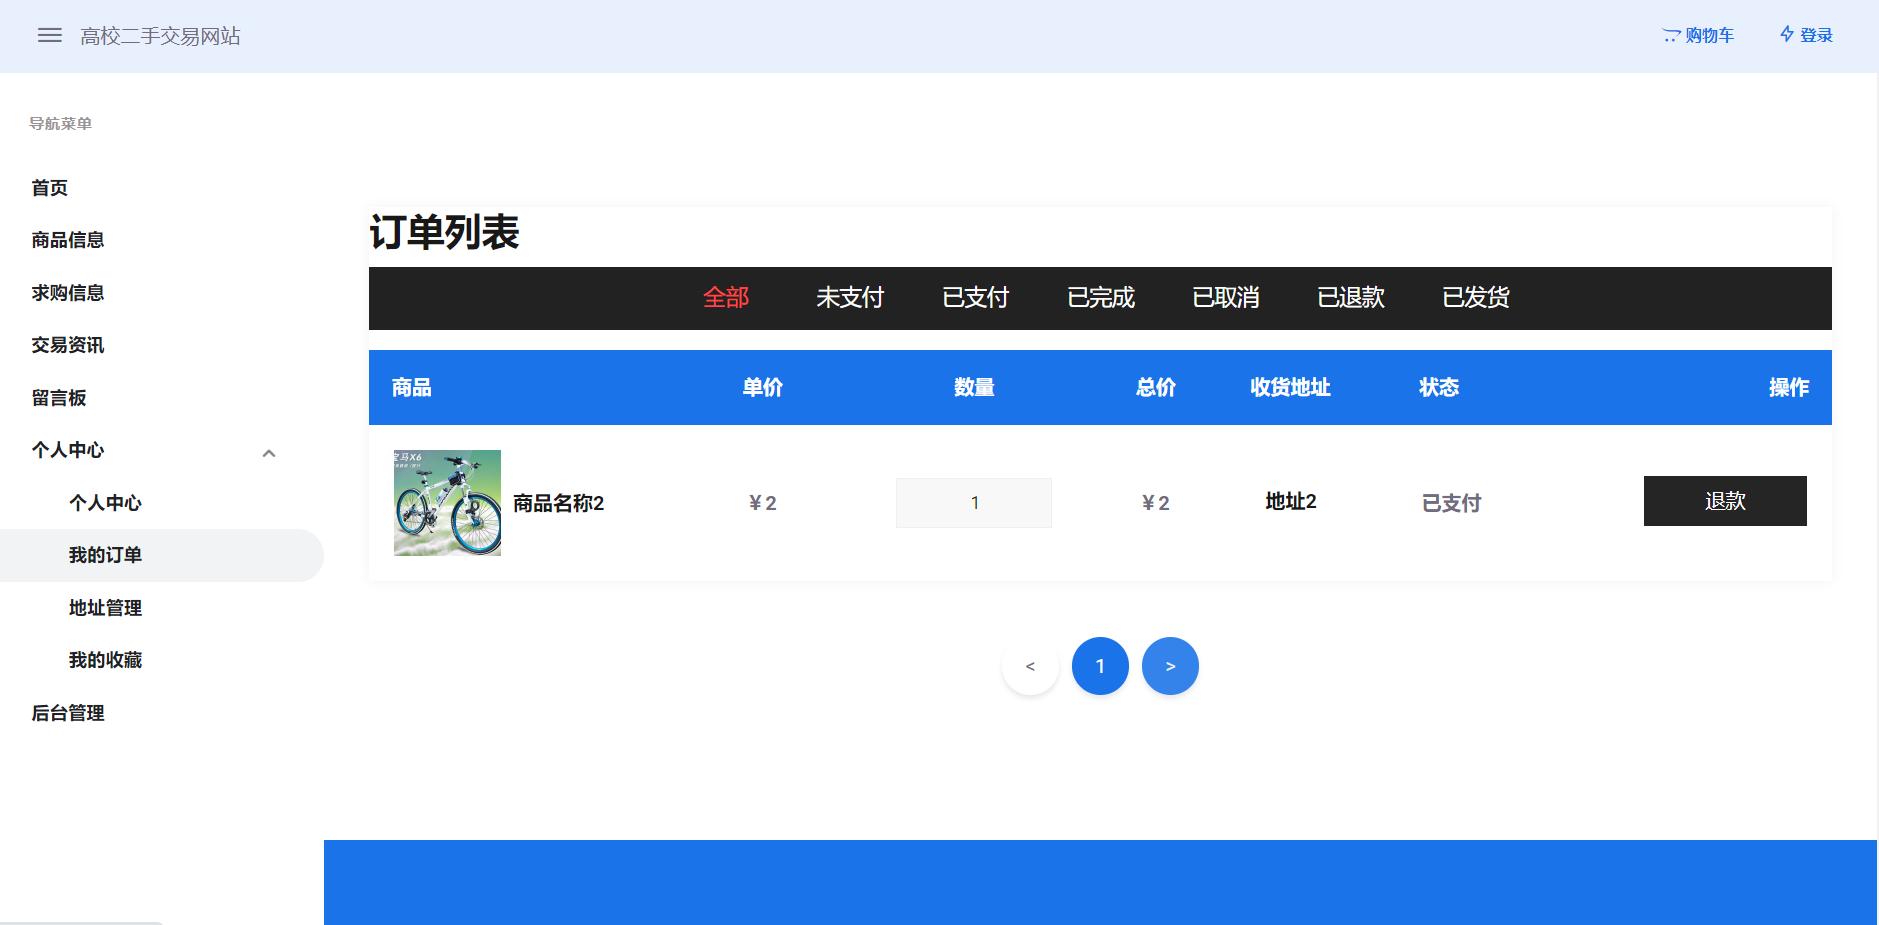 高校二手交易网站
购物车
登录
导航菜单
首页
商品信息
求购信息
交易资讯
留言板
个人中心
个人中心
我的订单
地址管理
我的收藏
后台管理
订单列表
全部 未支付 已支付 已完成 已取消 已退款 已发货
商品 单价 数量 总价 收货地址 状态 操作
宝马X6
商品名称2 ¥ 2 1 ¥ 2 地址2 已支付 退款
< 1 >